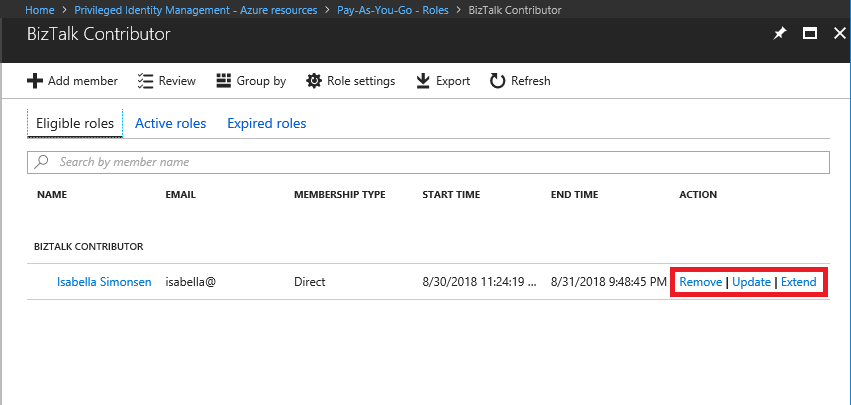 Home > Privileged Identity Management - Azure resources > Pay-As-You-Go - Roles > BizTalk Contributor
BizTalk Contributor
Add member Review Group by Role settings Export Refresh
Eligible roles Active roles Expired roles
Search by member name
NAME EMAIL MEMBERSHIP TYPE START TIME END TIME ACTION
BIZTALK CONTRIBUTOR
Isabella Simonsen isabella@ Direct 8/30/2018 11:24:19 ... 8/31/2018 9:48:45 PM Remove | Update | Extend